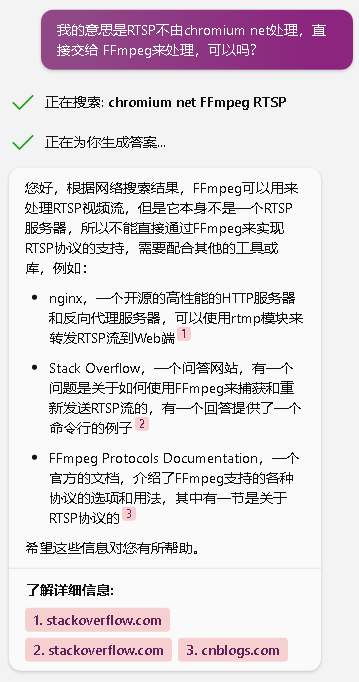 我的意思是RTSP不由chromium net处理，直
接交给 FFmpeg来处理，可以吗？
正在搜索: chromium net FFmpeg RTSP
正在为你生成答案...
您好，根据网络搜索结果，FFmpeg可以用来
处理RTSP视频流，但是它本身不是一个RTSP
服务器，所以不能直接通过FFmpeg来实现
RTSP协议的支持，需要配合其他的工具或
库，例如：
• nginx，一个开源的高性能的HTTP服务器
和反向代理服务器，可以使用rtmp模块来
转发RTSP流到Web端 1
• Stack Overflow，一个问答网站，有一个
问题是关于如何使用FFmpeg来捕获和重
新发送RTSP流的，有一个回答提供了一个
命令行的例子 2
• FFmpeg Protocols Documentation，一个
官方的文档，介绍了FFmpeg支持的各种
协议的选项和用法，其中有一节是关于
RTSP协议的 3
希望这些信息对您有所帮助。
了解详细信息:
1. stackoverflow.com
2. stackoverflow.com 3. cnblogs.com